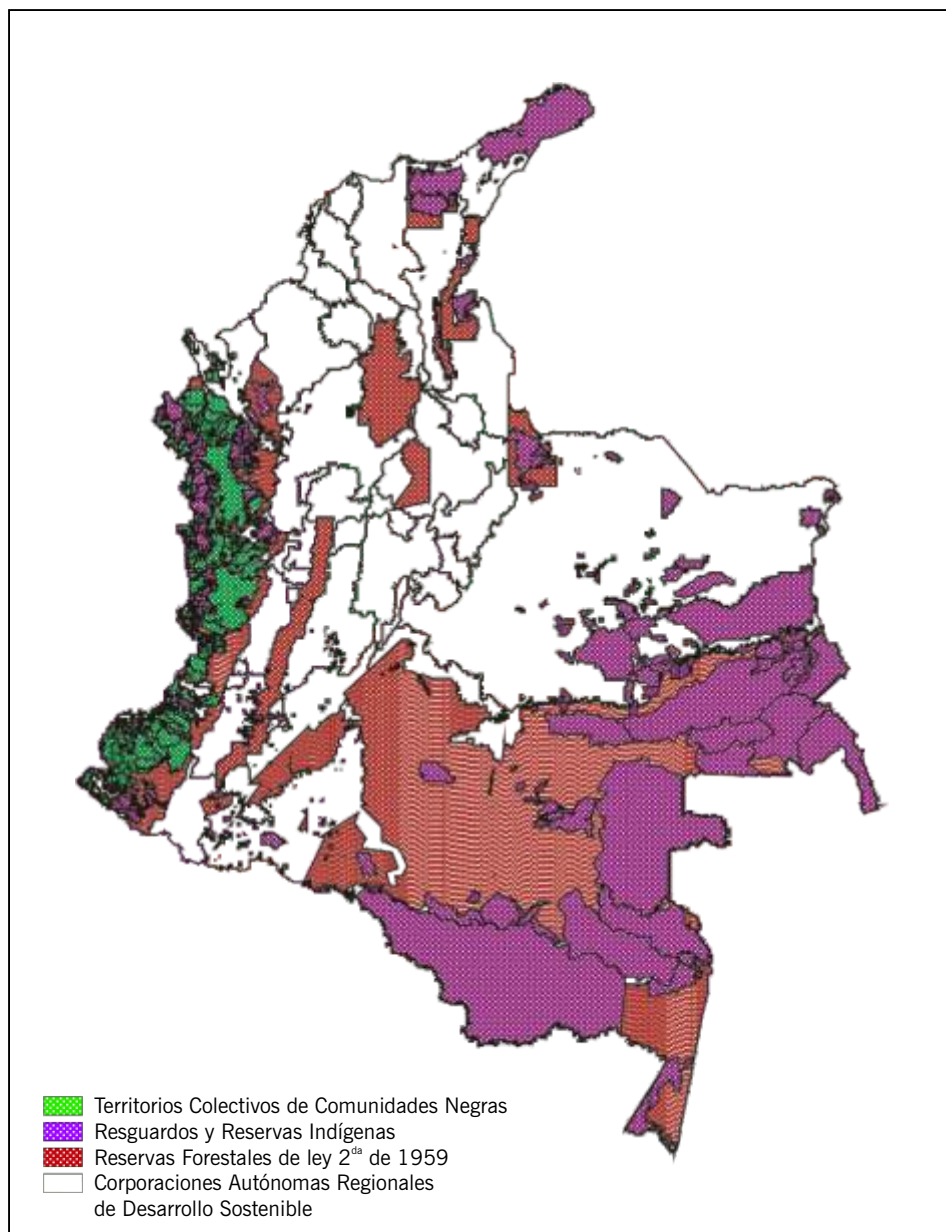 Territorios Colectivos de Comunidades Negras
Resguardos y Reservas Indígenas
Reservas Forestales de ley 2da de 1959
Corporaciones Autónomas Regionales
de Desarrollo Sostenible